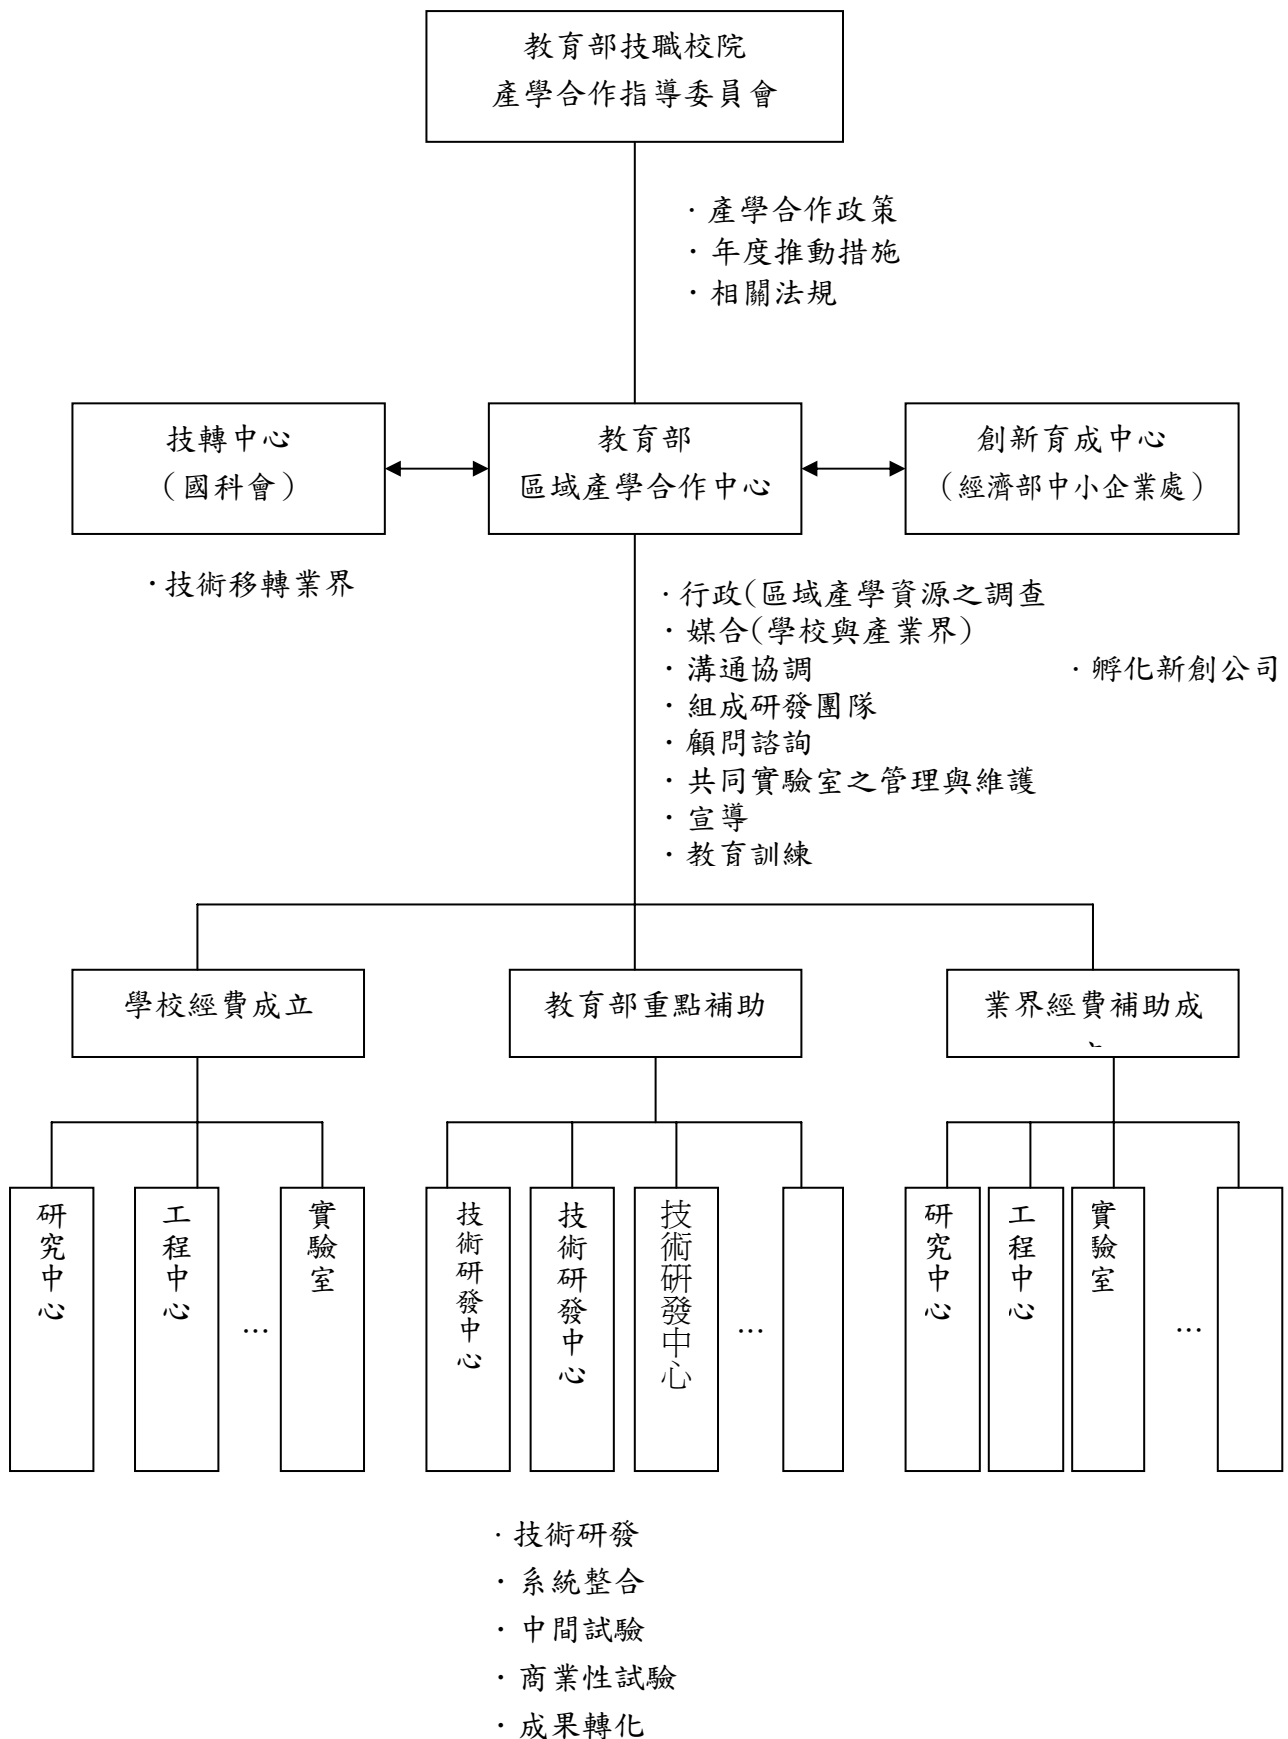 教育部技職校院
產學合作指導委員會
·產學合作政策
·年度推動措施
·相關法規
技轉中心
（國科會）
教育部
區域產學合作中心
創新育成中心
（經濟部中小企業處）
·技術移轉業界
·行政(區域產學資源之調查
·媒合(學校與產業界)
·溝通協調
·孵化新創公司
·組成研發團隊
·顧問諮詢
·共同實驗室之管理與維護
·宣導
·教育訓練
學校經費成立
教育部重點補助
業界經費補助成
研究中心
工程中心
…
實驗室
技術研發中心
技術研發中心
技術研發中心
…
研究中心
工程中心
實驗室
…
·技術研發
·系統整合
·中間試驗
·商業性試驗
·成果轉化